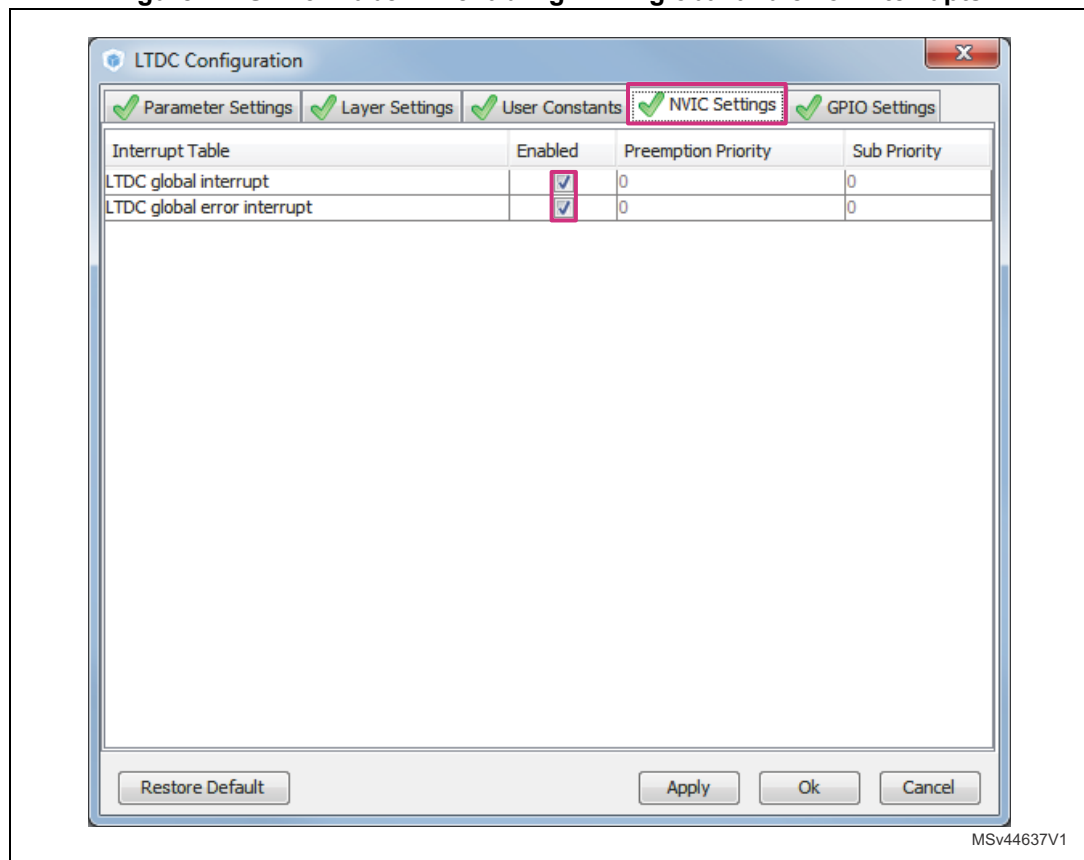 LTDC Configuration
Parameter Settings Layer Settings User Constants NVIC Settings GPIO Settings
Interrupt Table Enabled Preemption Priority Sub Priority
LTDC global interrupt 0 0
LTDC global error interrupt 0 0
Restore Default Apply Ok Cancel
MSv44637V1